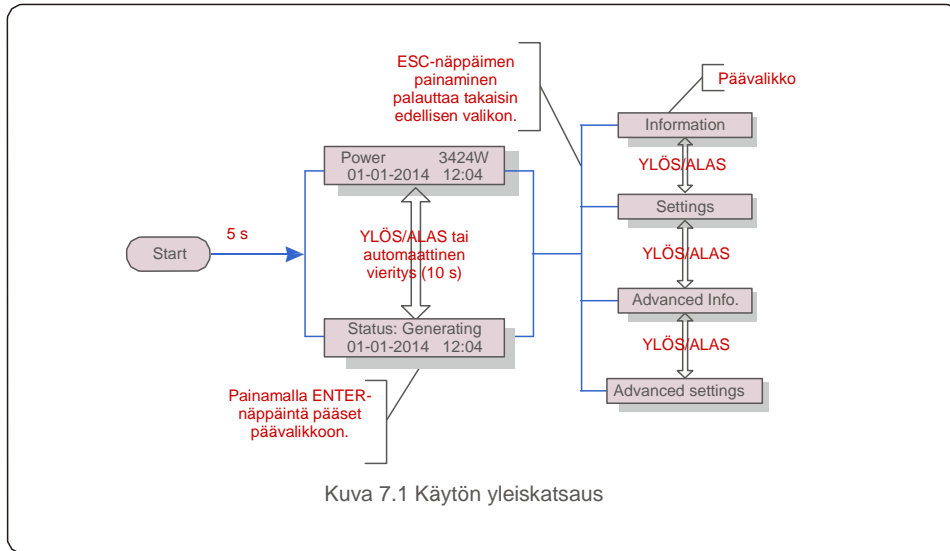 ESC-näppäimen
painaminen
palauttaa takaisin
edellisen valikon.
Päävalikko
Information
YLÖS/ALAS
Settings
YLÖS/ALAS
Advanced Info.
YLÖS/ALAS
Advanced settings
Power 3424W
01-01-2014 12:04
5 s
Start
YLÖS/ALAS tai
automaattinen
vieritys (10 s)
Status: Generating
01-01-2014 12:04
Painamalla ENTER-
näppäintä pääset
päävalikkoon.
Kuva 7.1 Käytön yleiskatsaus